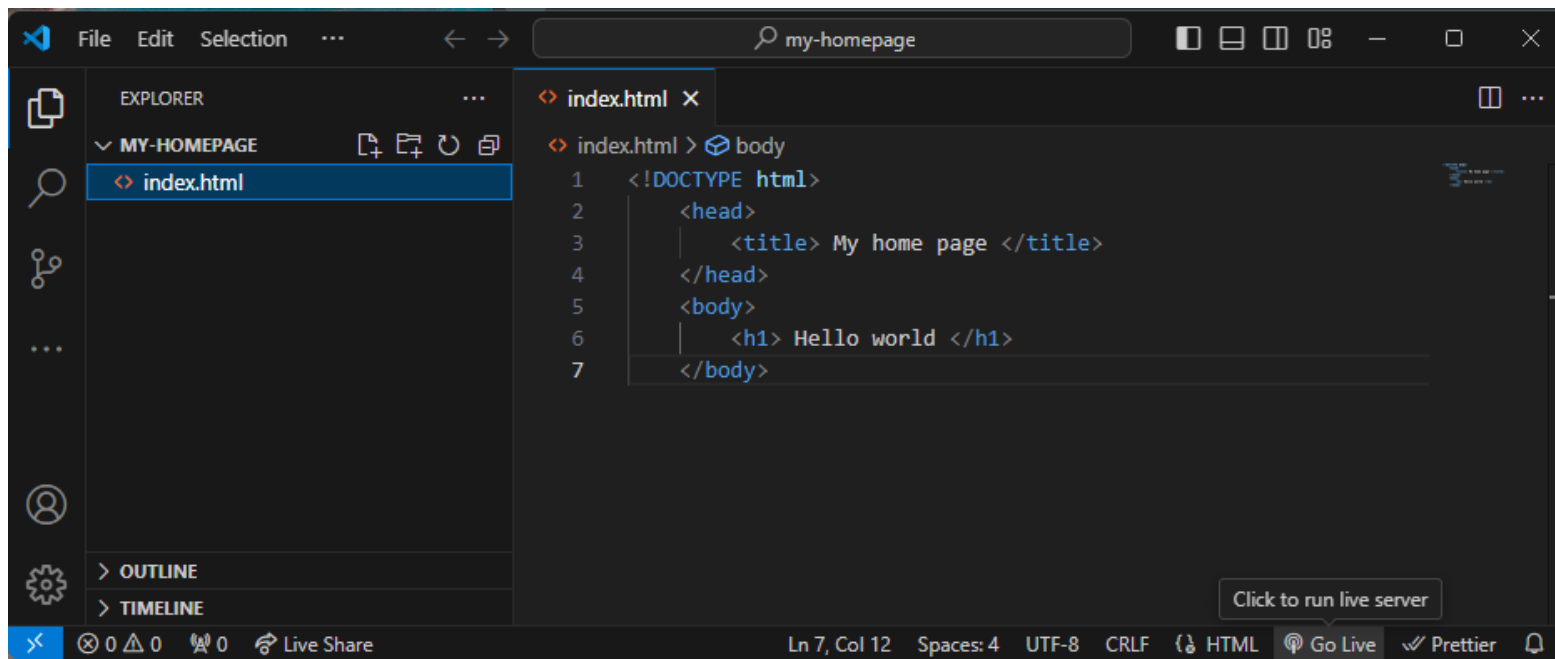 File Edit Selection ··· my-homepage
EXPLORER ···
MY-HOMEPAGE
index.html
OUTLINE
TIMELINE
index.html ···
index.html > body
1 <!DOCTYPE html>
2 <head>
3 <title> My home page </title>
4 </head>
5 <body>
6 <h1> Hello world </h1>
7 </body>
Click to run live server
0 0 0 Live Share Ln 7, Col 12 Spaces: 4 UTF-8 CRLF HTML Go Live Prettier